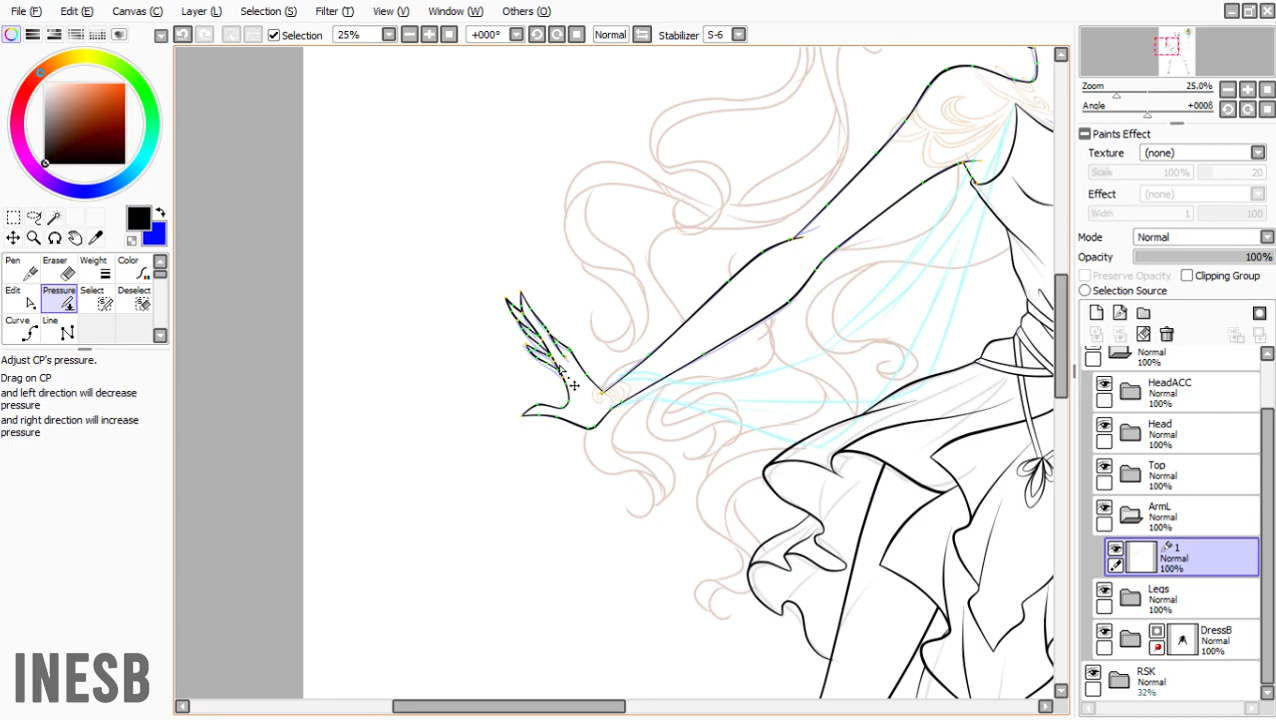 File (F) Edit (E) Canvas (C) Layer (L) Selection (S) Filter (T) View (V) Window (W) Others (O)
Selection 25% +000° Normal Stabilizer S-6
Zoom 25.0%
Angle +0008
Paints Effect
Texture (none)
Scale 100% 20
Effect (none)
Width 1 100
Mode Normal
Opacity 100%
Preserve Opacity Clipping Group
Selection Source
Pen Eraser Weight Color
Edit Pressure Select Deselect
Curve Line
Adjust CP's pressure.
Drag on CP
and left direction will decrease
pressure
and right direction will increase
pressure
Normal
100%
HeadACC
Normal
100%
Head
Normal
100%
Top
Normal
100%
ArmL
Normal
100%
1
Normal
100%
Legs
Normal
100%
DressB
Normal
100%
RSK
Normal
32%
INESB